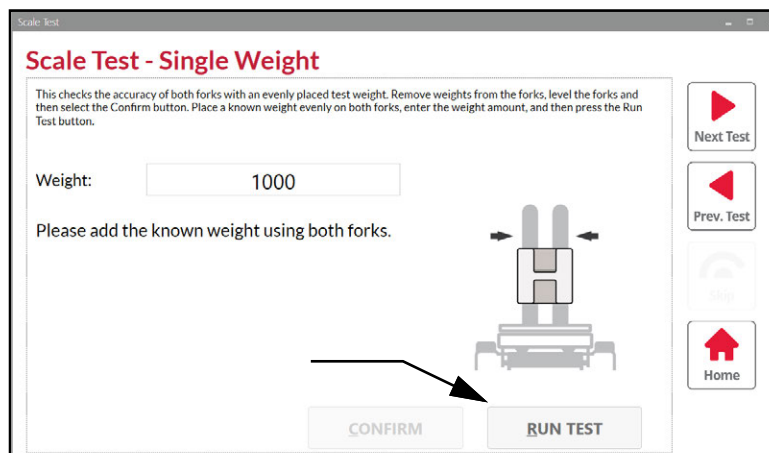 Scale Test
Scale Test - Single Weight
This checks the accuracy of both forks with an evenly placed test weight. Remove weights from the forks, level the forks and
then select the Confirm button. Place a known weight evenly on both forks, enter the weight amount, and then press the Run
Test button.
Weight:
1000
Please add the known weight using both forks.
CONFIRM
RUN TEST
Next Test
Prev. Test
Skip
Home